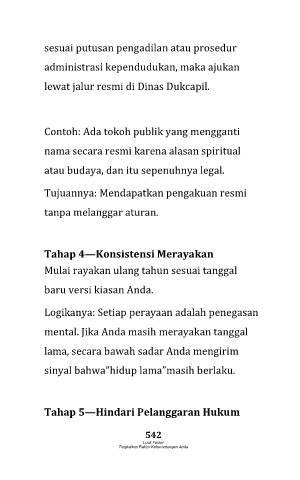 sesuai putusan pengadilan atau prosedur
administrasi kependudukan, maka ajukan
lewat jalur resmi di Dinas Dukcapil.
Contoh: Ada tokoh publik yang mengganti
nama secara resmi karena alasan spiritual
atau budaya, dan itu sepenuhnya legal.
Tujuannya: Mendapatkan pengakuan resmi
tanpa melanggar aturan.
Tahap 4—Konsistensi Merayakan
Mulai rayakan ulang tahun sesuai tanggal
baru versi kiasan Anda.
Logikanya: Setiap perayaan adalah penegasan
mental. Jika Anda masih merayakan tanggal
lama, secara bawah sadar Anda mengirim
sinyal bahwa"hidup lama"masih berlaku.
Tahap 5—Hindari Pelanggaran Hukum
542
Tingkatkan Faktor Keberuntungan Anda